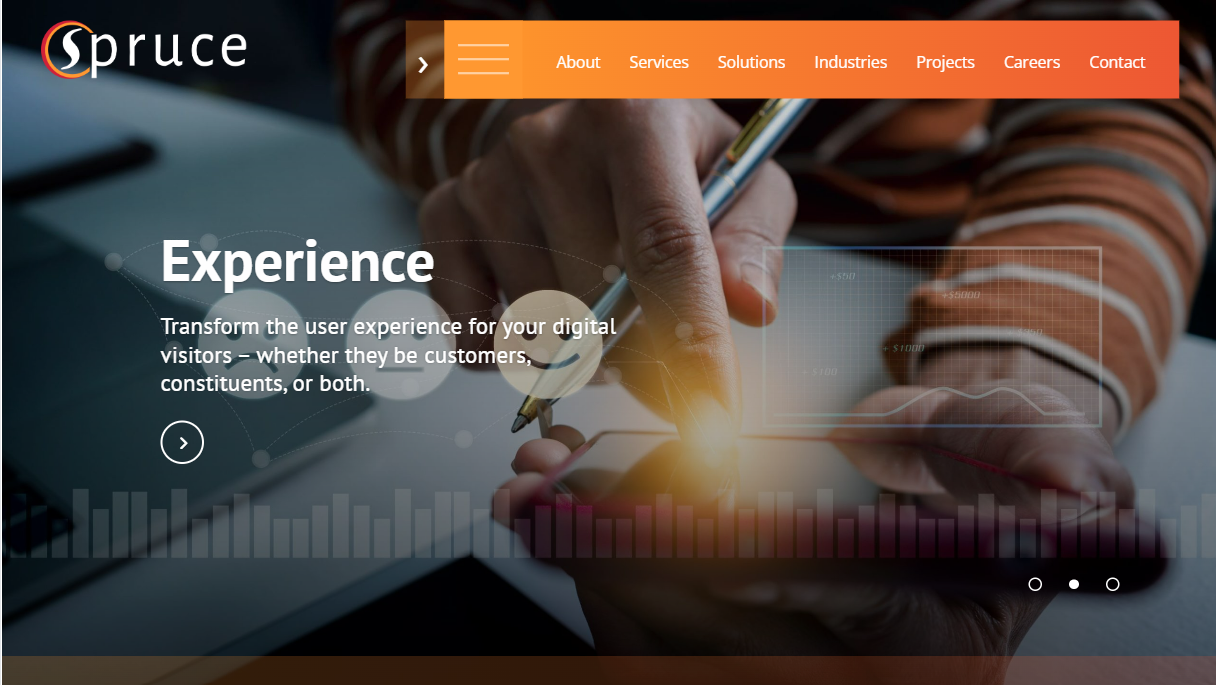 Spruce
About Services Solutions Industries Projects Careers Contact
Experience
Transform the user experience for your digital
visitors – whether they be customers,
constituents, or both.
+$50
+$5000
+ $1000